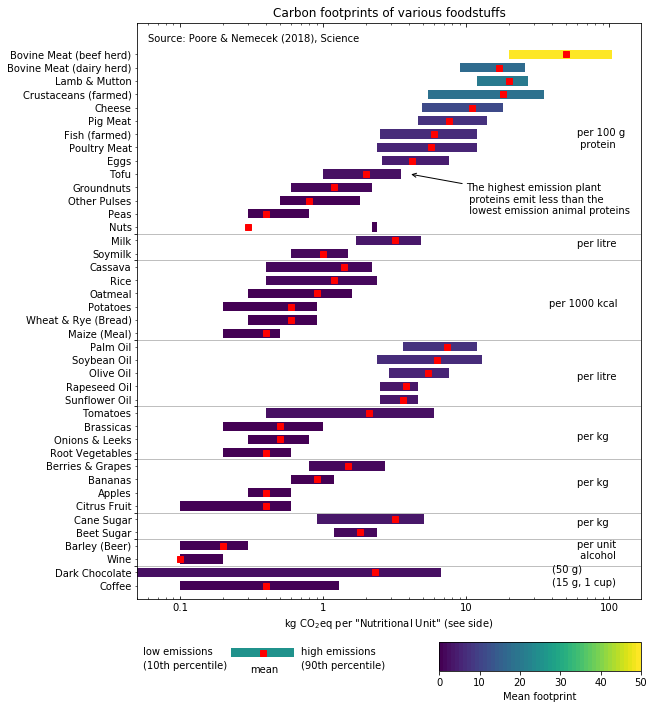 Carbon footprints of various foodstuffs
Source: Poore & Nemecek (2018), Science
Bovine Meat (beef herd)
Bovine Meat (dairy herd)
Lamb & Mutton
Crustaceans (farmed)
Cheese
Pig Meat
Fish (farmed)
Poultry Meat
Eggs
Tofu
Groundnuts
Other Pulses
Peas
Nuts
per 100 g
protein
The highest emission plant
proteins emit less than the
lowest emission animal proteins
Milk
Soymilk
per litre
Cassava
Rice
Oatmeal
Potatoes
Wheat & Rye (Bread)
Maize (Meal)
per 1000 kcal
Palm Oil
Soybean Oil
Olive Oil
Rapeseed Oil
Sunflower Oil
per litre
Tomatoes
Brassicas
Onions & Leeks
Root Vegetables
per kg
Berries & Grapes
Bananas
Apples
Citrus Fruit
per kg
Cane Sugar
Beet Sugar
per kg
Barley (Beer)
Wine
per unit
alcohol
Dark Chocolate
(50 g)
Coffee
(15 g, 1 cup)
0.1 1 10 100
kg CO₂eq per "Nutritional Unit" (see side)
low emissions
(10th percentile)
mean
high emissions
(90th percentile)
0 10 20 30 40 50
Mean footprint